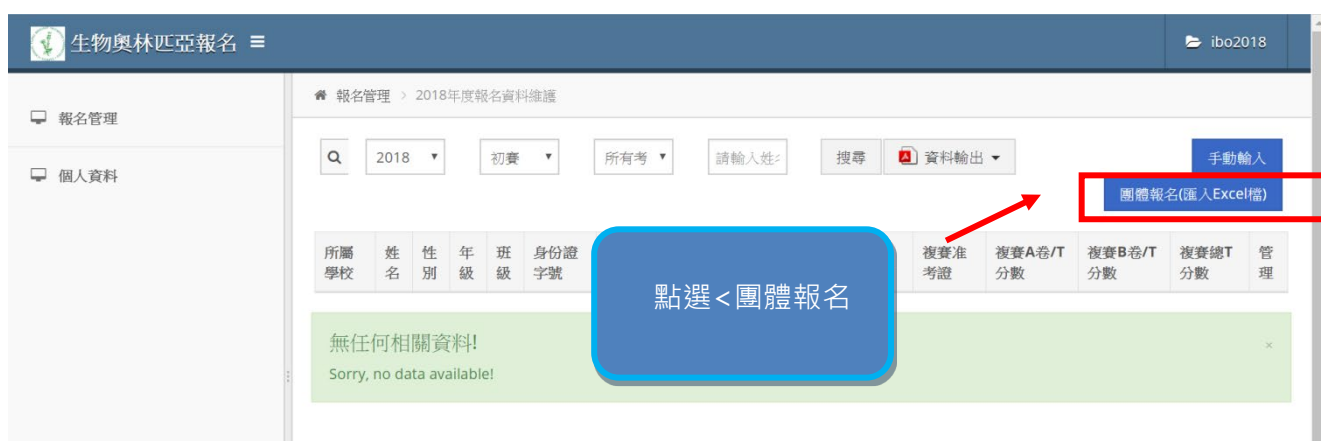 生物奧林匹亞報名
ibo2018
報名管理
個人資料
報名管理 > 2018年度報名資料維護
2018
初賽
所有考
請輸入姓
搜尋
資料輸出
手動輸入
團體報名(匯入Excel檔)
所屬學校
姓名
性別
年級
班級
身份證字號
複賽准考證
複賽A卷/T分數
複賽B卷/T分數
複賽總T分數
管理
點選<團體報名
無任何相關資料!
×
Sorry, no data available!